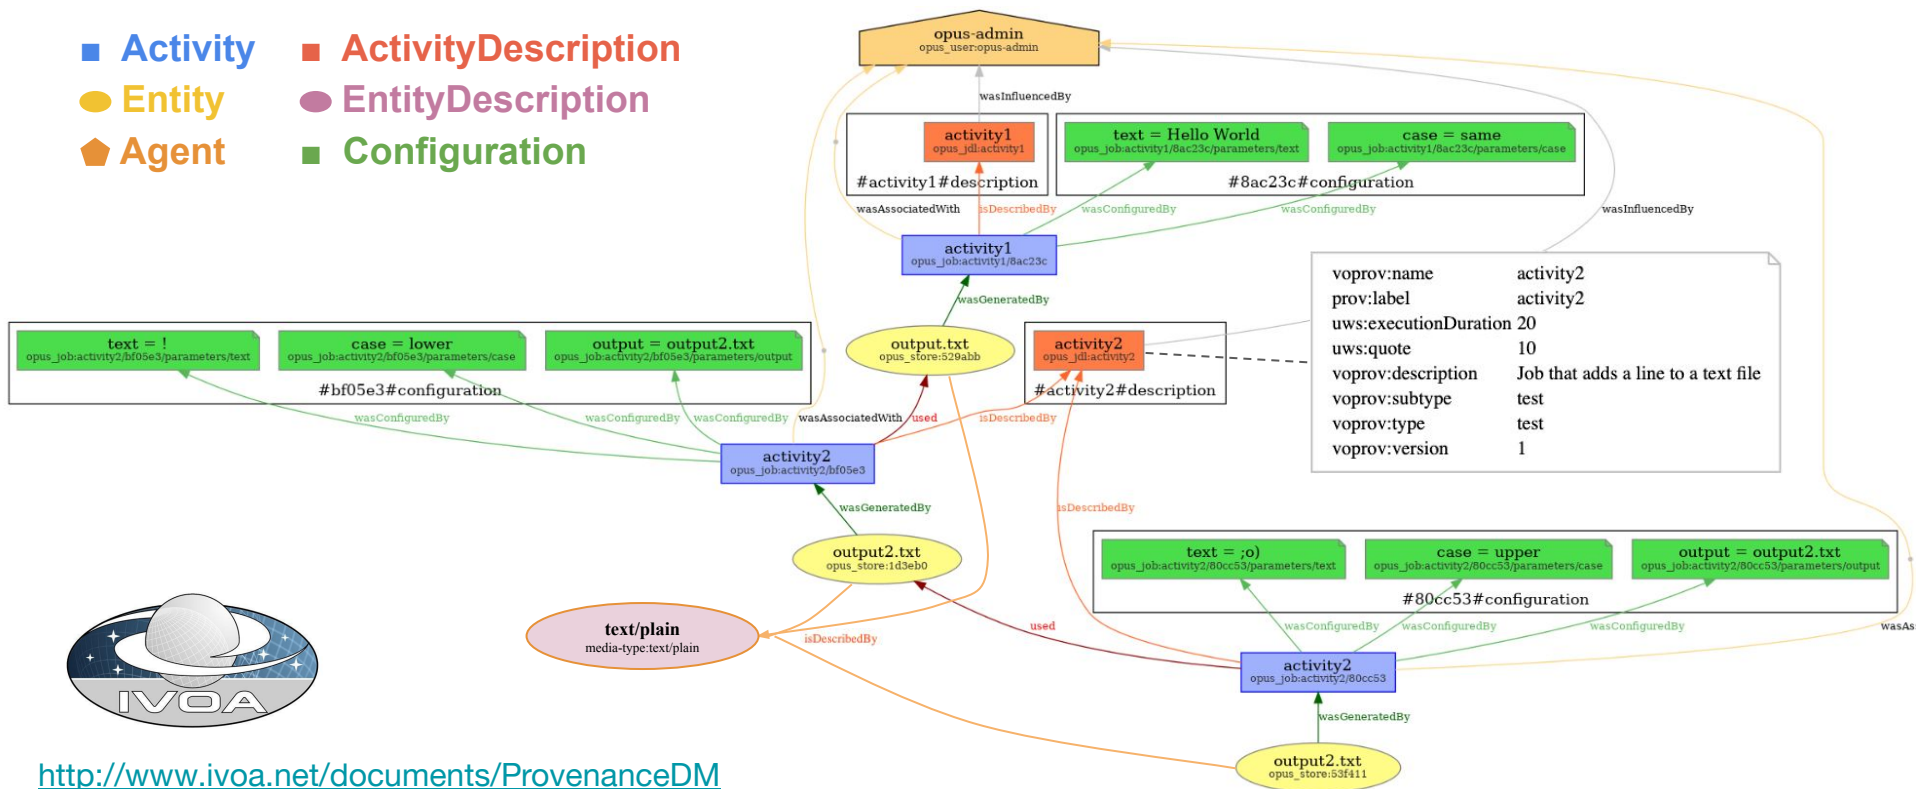 Activity
ActivityDescription
Entity
EntityDescription
Agent
Configuration
opus-admin
opus_user:opus-admin
wasInfluencedBy
activity1
opus_jdl:activity1
#activity1#description
text = Hello World
opus_job:activity1/8ac23c/parameters/text
case = same
opus_job:activity1/8ac23c/parameters/case
#8ac23c#configuration
wasAssociatedWith
isDescribedBy
wasConfiguredBy
wasConfiguredBy
wasInfluencedBy
activity1
opus_job:activity1/8ac23c
wasGeneratedBy
voprov:name activity2
prov:label activity2
uws:executionDuration 20
uws:quote 10
voprov:description Job that adds a line to a text file
voprov:subtype test
voprov:type test
voprov:version 1
text = !
opus_job:activity2/bf05e3/parameters/text
case = lower
opus_job:activity2/bf05e3/parameters/case
output = output2.txt
opus_job:activity2/bf05e3/parameters/output
#bf05e3#configuration
output.txt
opus_store:529abb
activity2
opus_jdl:activity2
#activity2#description
wasConfiguredBy
wasConfiguredBy
wasConfiguredBy
wasAssociatedWith
used
isDescribedBy
activity2
opus_job:activity2/bf05e3
wasGeneratedBy
isDescribedBy
output2.txt
opus_store:1d3eb0
text = ;o)
opus_job:activity2/80cc53/parameters/text
case = upper
opus_job:activity2/80cc53/parameters/case
output = output2.txt
opus_job:activity2/80cc53/parameters/output
#80cc53#configuration
text/plain
media-type:text/plain
isDescribedBy
used
wasConfiguredBy
wasConfiguredBy
wasConfiguredBy
wasAs
activity2
opus_job:activity2/80cc53
wasGeneratedBy
output2.txt
opus_store:53f411
IVOA
http://www.ivoa.net/documents/ProvenanceDM